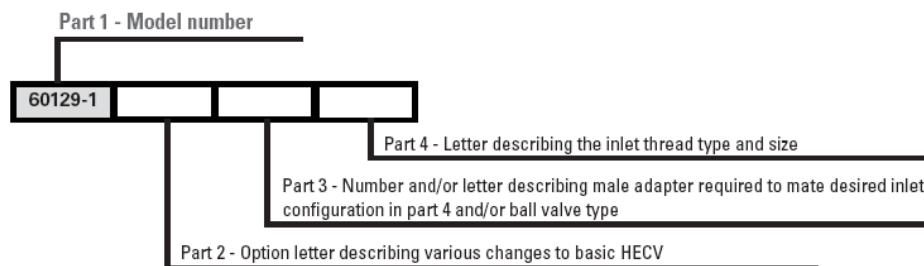 Part 1 - Model number
60129-1
Part 4 - Letter describing the inlet thread type and size
Part 3 - Number and/or letter describing male adapter required to mate desired inlet
configuration in part 4 and/or ball valve type
Part 2 - Option letter describing various changes to basic HECV